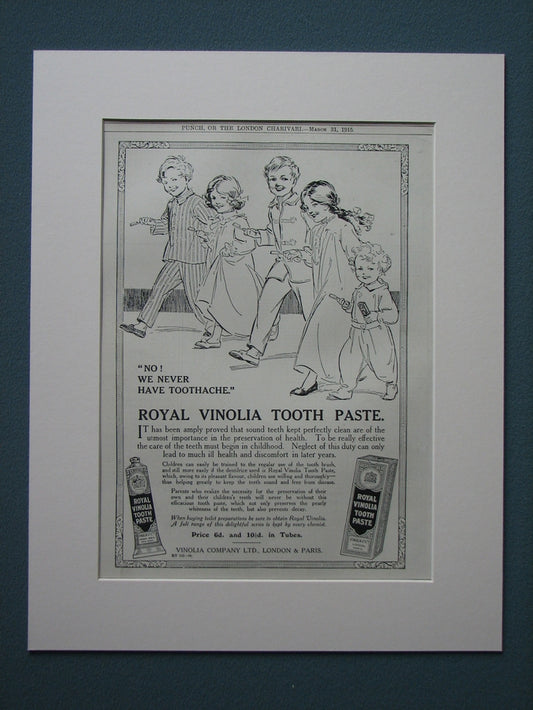 PUNCH, OR THE LONDON CHARIVARI.—MARCH 31, 1915.
"NO!
WE NEVER
HAVE TOOTHACHE."
ROYAL VINOLIA TOOTH PASTE.
IT has been amply proved that sound teeth kept perfectly clean are of the
utmost importance in the preservation of health. To be really effective
the care of the teeth must begin in childhood. Neglect of this duty can only
lead to much ill health and discomfort in later years.
Children can easily be trained to the regular use of the tooth brush,
and still more easily if the dentifrice used is Royal Vinolia Tooth Paste,
which, owing to its pleasant flavour, children use willing and thoroughly—
thus helping greatly to keep the teeth sound and free from disease.
Parents who realize the necessity for the preservation of their
own and their children's teeth will never be without this
efficacious tooth paste, which not only preserves the pearly
whiteness of the teeth, but also prevents decay.
When buying toilet preparations be sure to obtain Royal Vinolia.
A full range of this delightful series is kept by every chemist.
Price 6d. and 10½d. in Tubes.
VINOLIA COMPANY LTD., LONDON & PARIS.
ROYAL
VINOLIA
TOOTH
PASTE
ROYAL
VINOLIA
TOOTH
PASTE